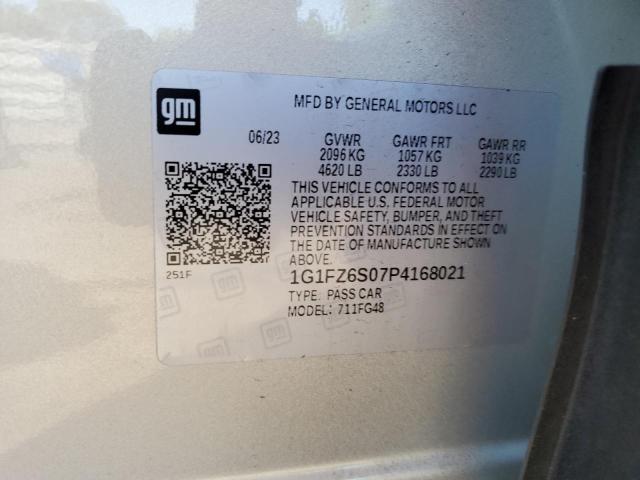 gm
MFD BY GENERAL MOTORS LLC
06/23 GVWR GAWR FRT GAWR RR
2096 KG 1057 KG 1039 KG
4620 LB 2330 LB 2290 LB
THIS VEHICLE CONFORMS TO ALL
APPLICABLE U.S. FEDERAL MOTOR
VEHICLE SAFETY, BUMPER, AND THEFT
PREVENTION STANDARDS IN EFFECT ON
THE DATE OF MANUFACTURE SHOWN
ABOVE.
251F
1G1FZ6S07P4168021
TYPE: PASS CAR
MODEL: 711FG48